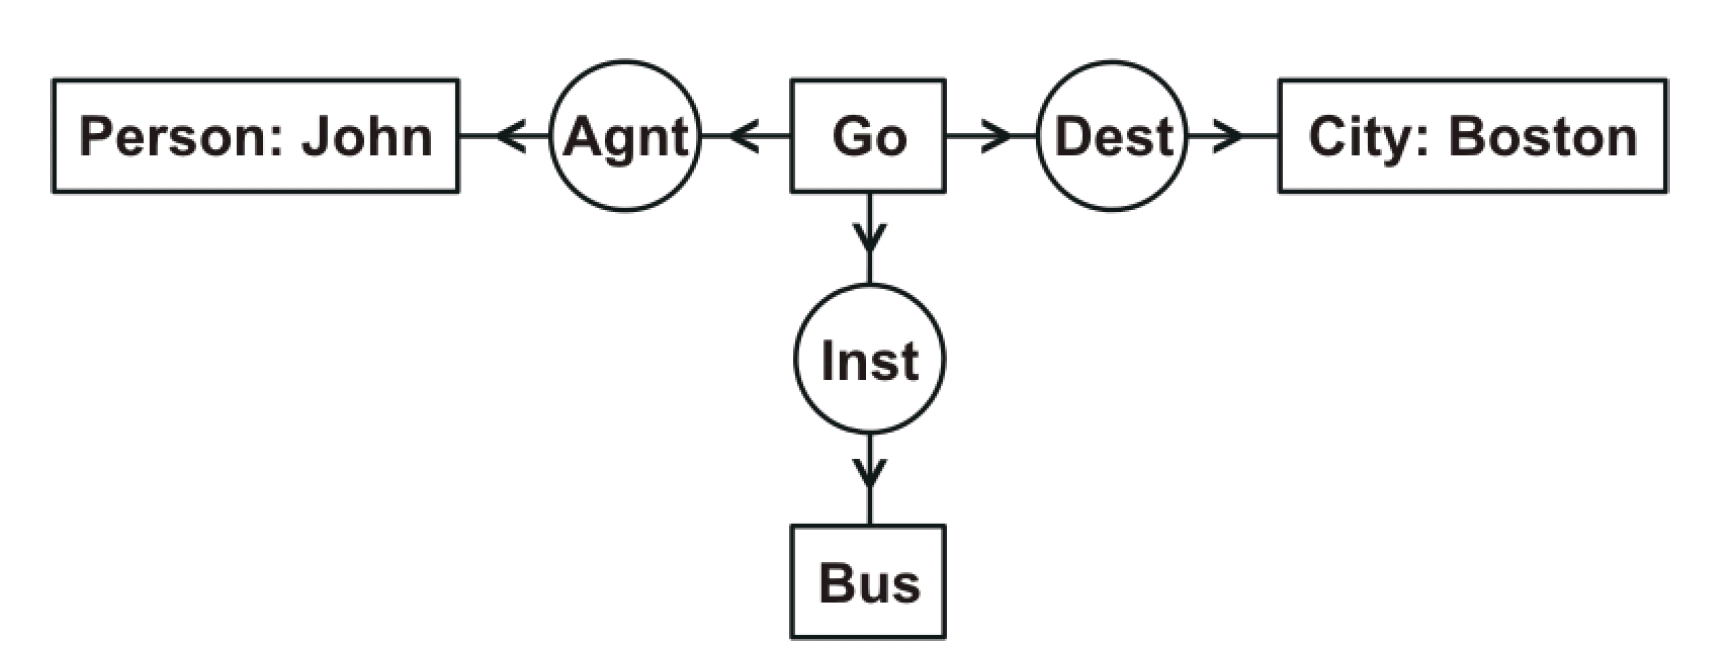 Person: John
Agnt
Go
Dest
City: Boston
Inst
Bus